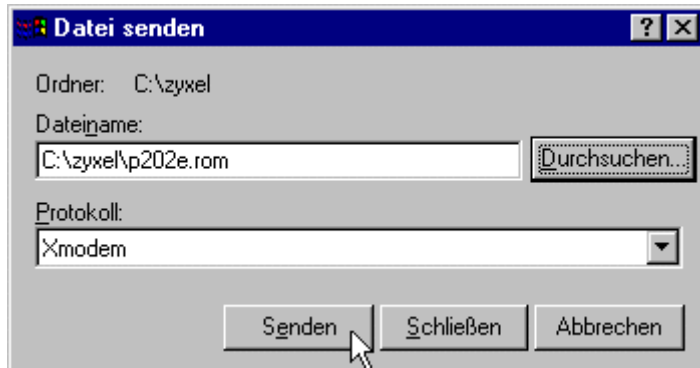 Datei senden
Ordner: C:\zyxel
Dateiname:
C:\zyxel\p202e.rom Durchsuchen...
Protokoll:
Xmodem
Senden Schließen Abbrechen